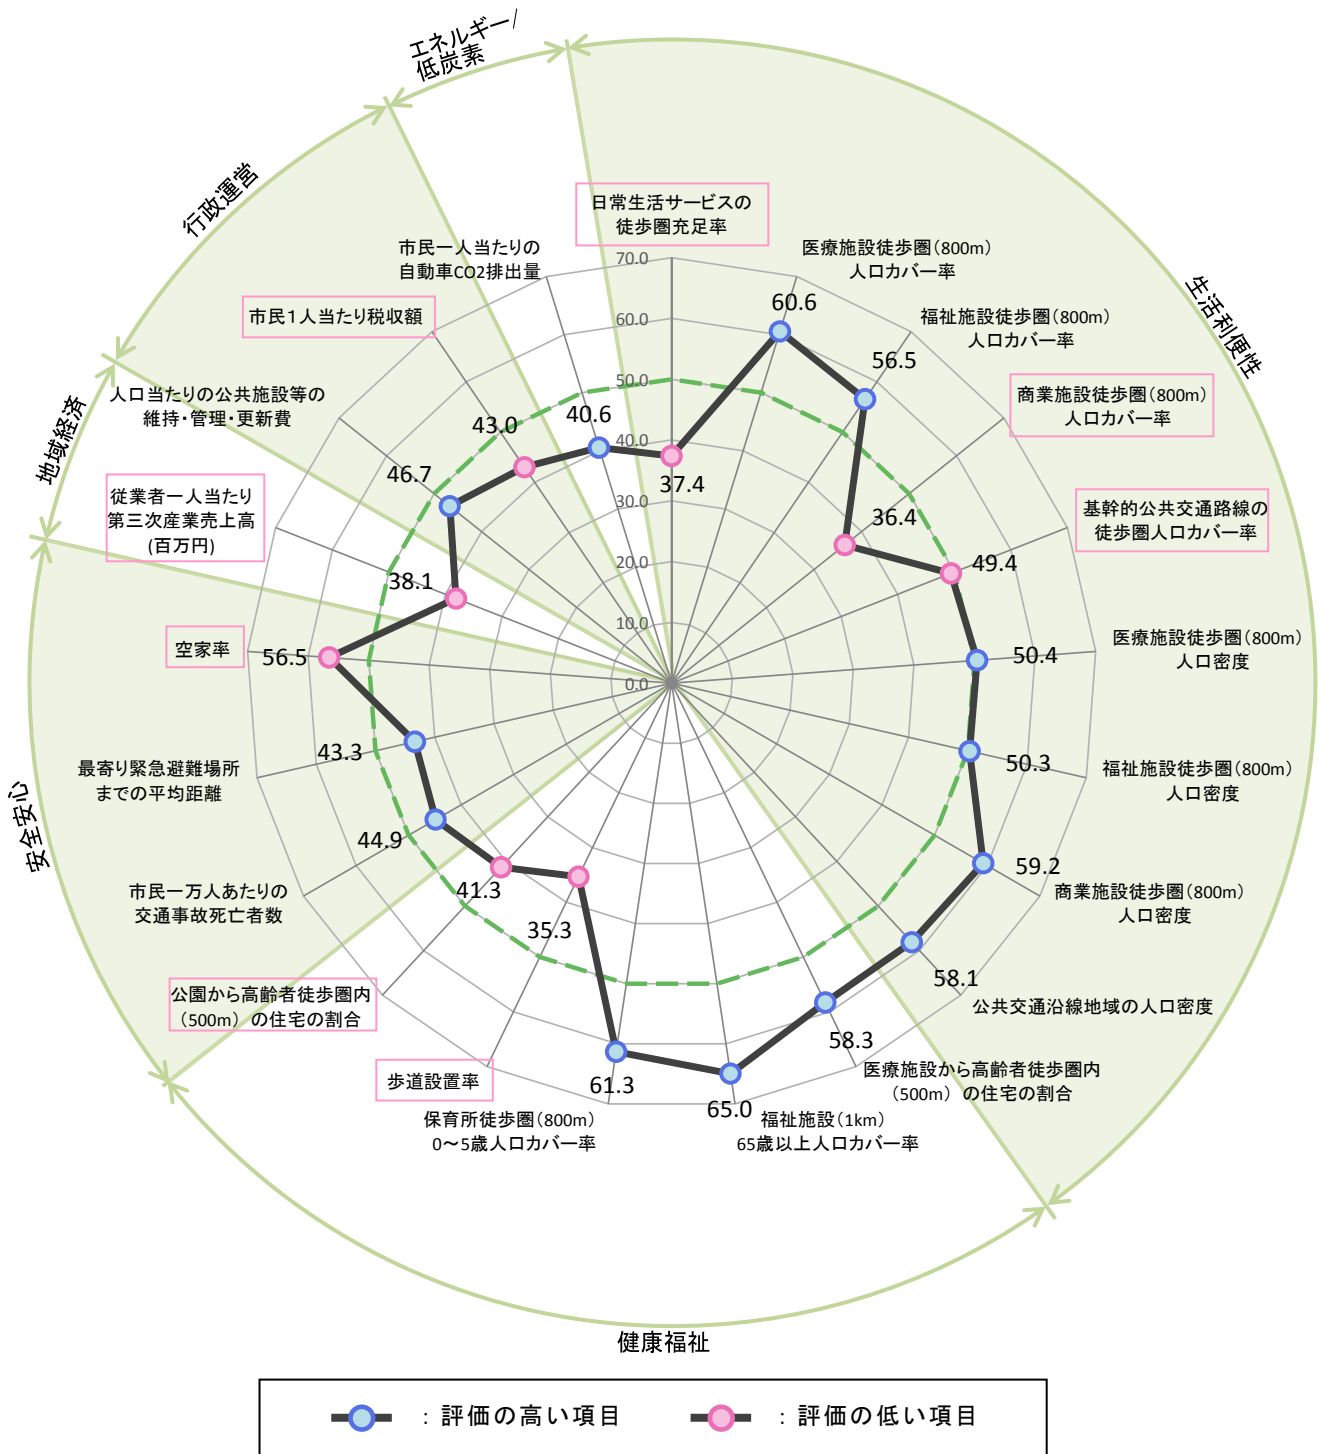 エネルギー/
低炭素
行政運営
地域経済
安全安心
健康福祉
生活利便性
日常生活サービスの
徒歩圏充足率
医療施設徒歩圏(800m)
人口カバー率
福祉施設徒歩圏(800m)
人口カバー率
商業施設徒歩圏(800m)
人口カバー率
基幹的公共交通路線の
徒歩圏人口カバー率
医療施設徒歩圏(800m)
人口密度
福祉施設徒歩圏(800m)
人口密度
商業施設徒歩圏(800m)
人口密度
公共交通沿線地域の人口密度
医療施設から高齢者徒歩圏内
(500m) の住宅の割合
福祉施設(1km)
65歳以上人口カバー率
保育所徒歩圏(800m)
0〜5歳人口カバー率
歩道設置率
公園から高齢者徒歩圏内
(500m) の住宅の割合
市民一万人あたりの
交通事故死亡者数
最寄り緊急避難場所
までの平均距離
空家率
従業者一人当たり
第三次産業売上高
(百万円)
人口当たりの公共施設等の
維持・管理・更新費
市民1人当たり税収額
市民一人当たりの
自動車CO2排出量
70.0
60.0
50.0
40.0
30.0
20.0
10.0
0.0
37.4
60.6
56.5
36.4
49.4
50.4
50.3
59.2
58.1
58.3
65.0
61.3
35.3
41.3
44.9
43.3
56.5
38.1
46.7
43.0
40.6
：評価の高い項目
：評価の低い項目